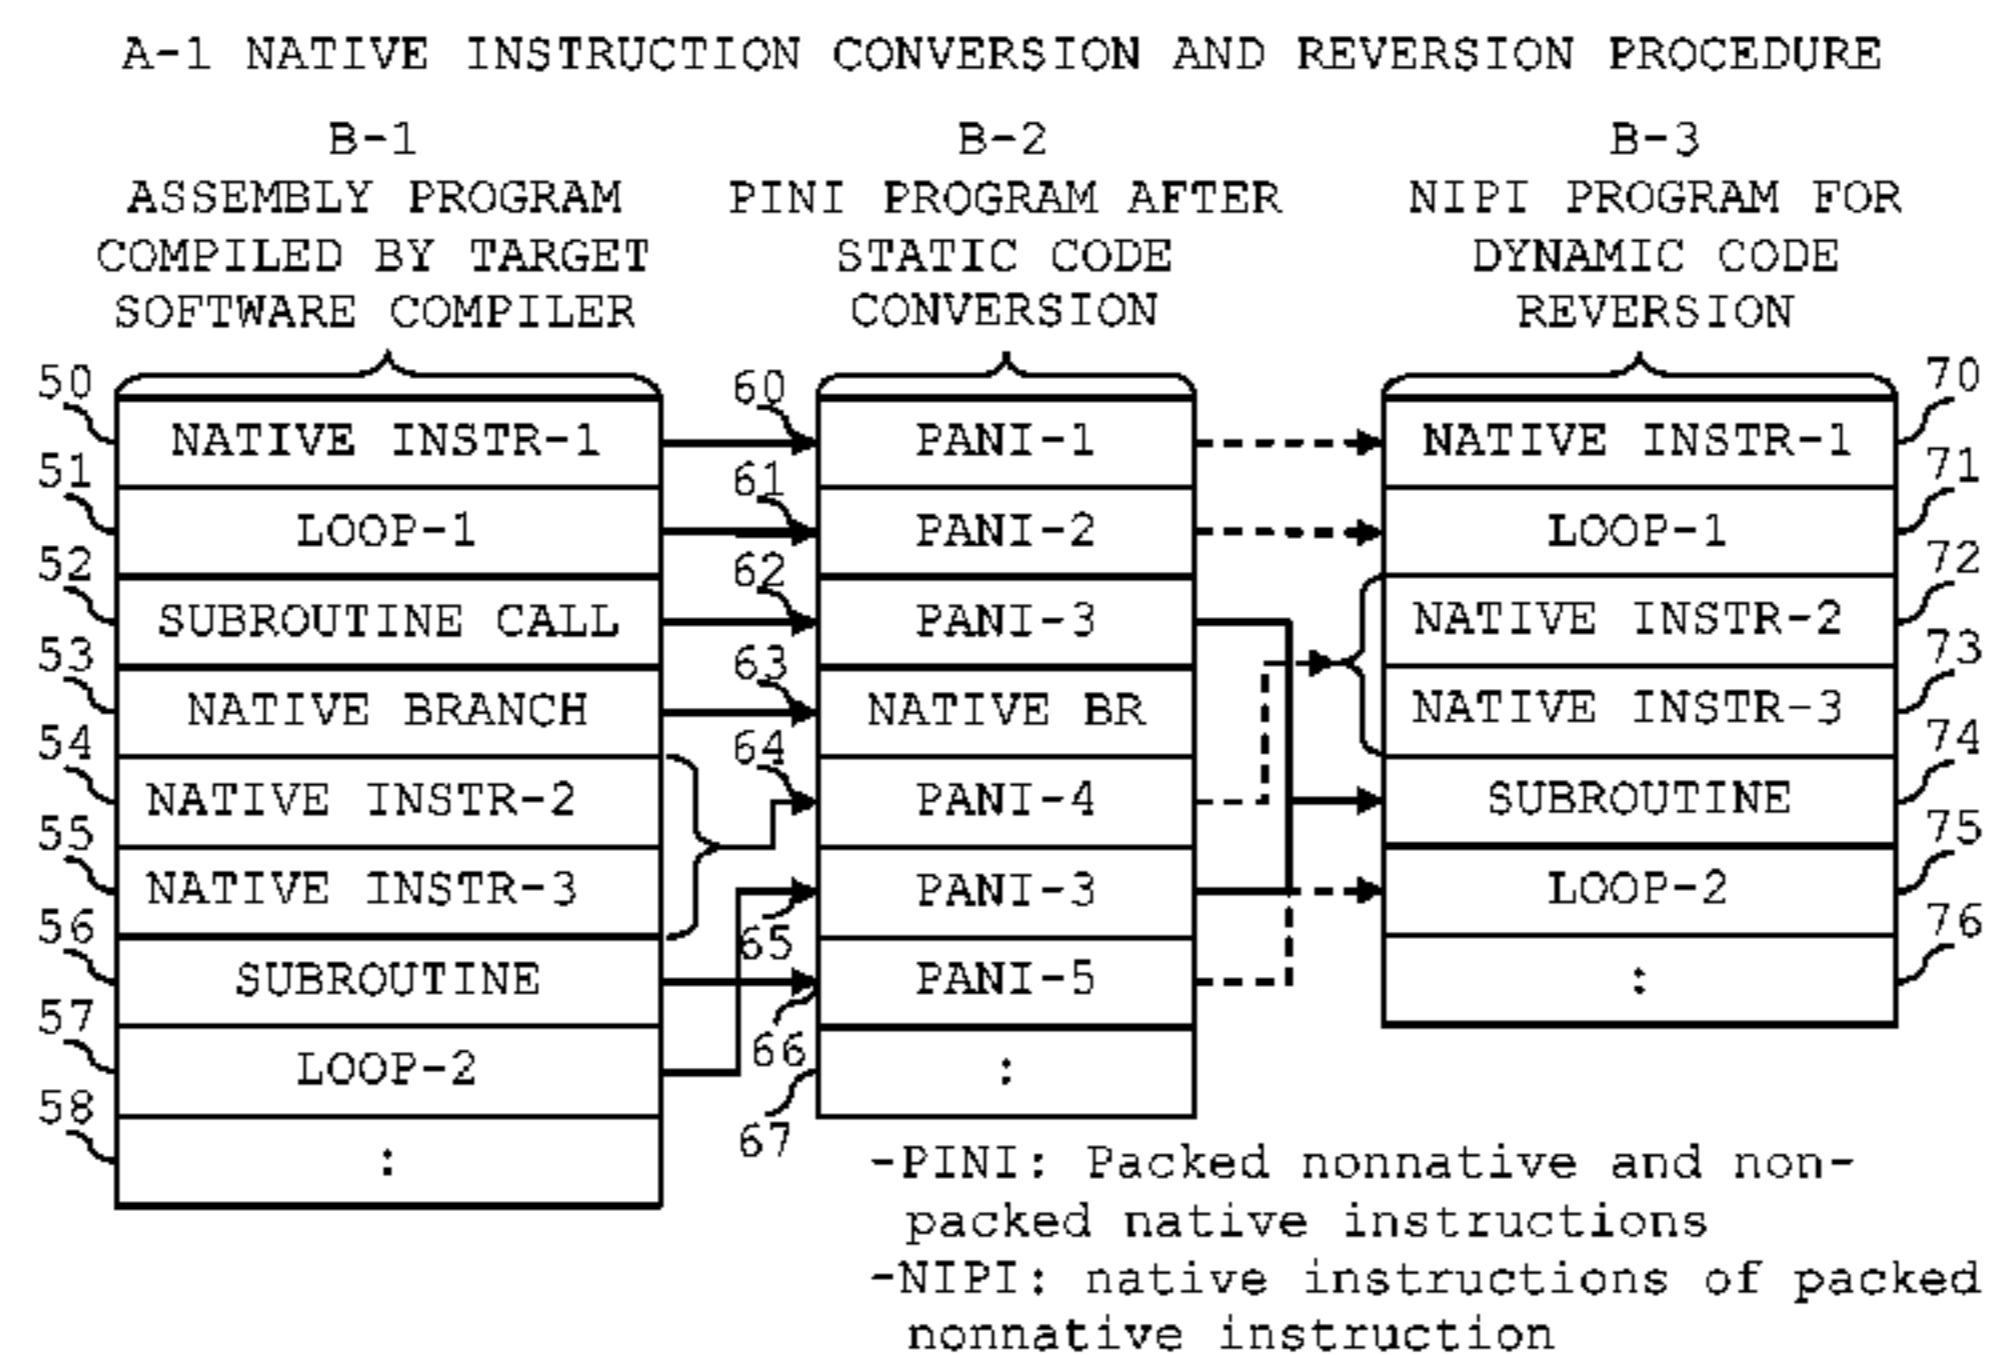 A-1 NATIVE INSTRUCTION CONVERSION AND REVERSION PROCEDURE
B-1
ASSEMBLY PROGRAM
COMPILED BY TARGET
SOFTWARE COMPILER
B-2
PINI PROGRAM AFTER
STATIC CODE
CONVERSION
B-3
NIPI PROGRAM FOR
DYNAMIC CODE
REVERSION
50
NATIVE INSTR-1
51
LOOP-1
52
SUBROUTINE CALL
53
NATIVE BRANCH
54
NATIVE INSTR-2
55
NATIVE INSTR-3
56
SUBROUTINE
57
LOOP-2
58
:
60
PANI-1
61
PANI-2
62
PANI-3
63
NATIVE BR
64
PANI-4
65
PANI-3
66
PANI-5
67
:
70
NATIVE INSTR-1
71
LOOP-1
72
NATIVE INSTR-2
73
NATIVE INSTR-3
74
SUBROUTINE
75
LOOP-2
76
:
-PINI: Packed nonnative and non-
packed native instructions
-NIPI: native instructions of packed
nonnative instruction